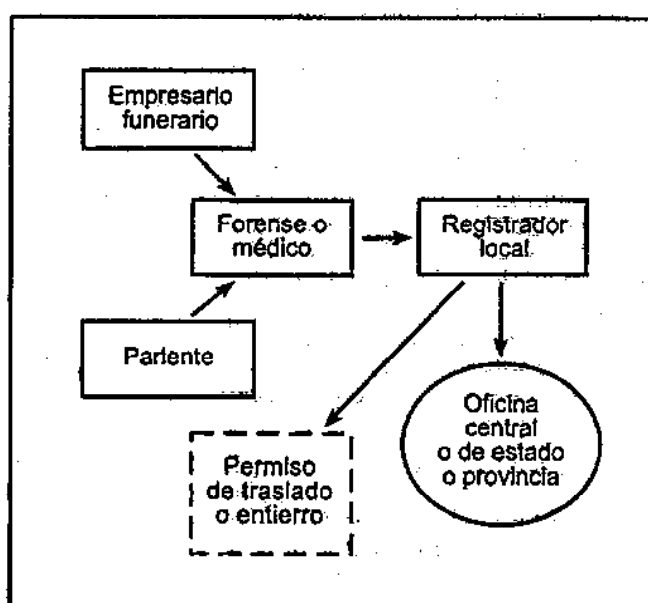 Empresario
funerario
Forense o
médico
Registrador
local
Pariente
Oficina
central
o de estado
o provincia
Permiso
de traslado
o entierro